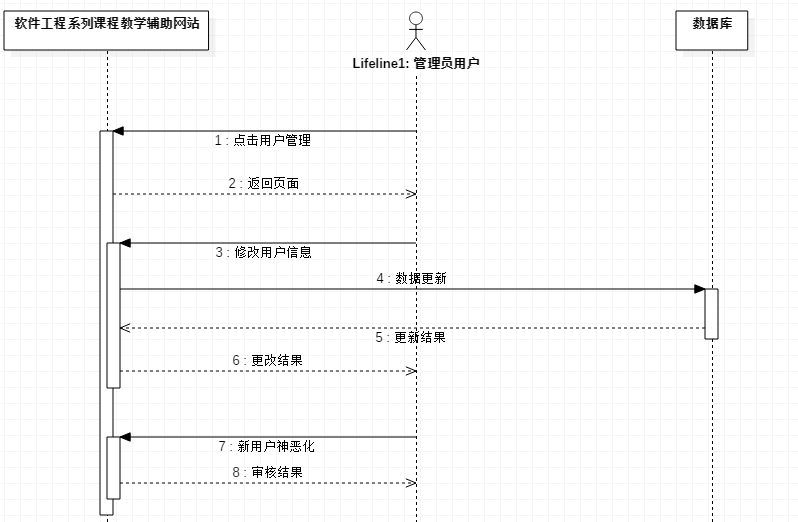 软件工程系列课程教学辅助网站
数据库
Lifeline1: 管理员用户
1 : 点击用户管理
2 : 返回页面
3 : 修改用户信息
4 : 数据更新
5 : 更新结果
6 : 更改结果
7 : 新用户神恶化
8 : 审核结果